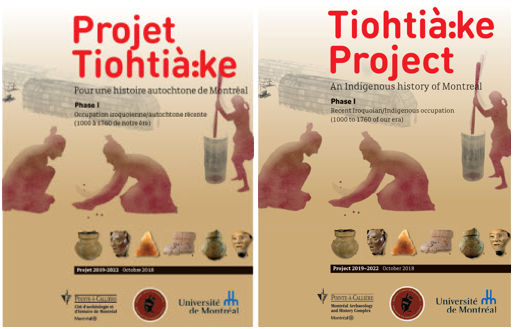 Projet
Tiohtià:ke
Pour une histoire autochtone de Montréal
Phase I
Occupation iroquoienne/autochtone récente
(1000 à 1760 de notre ère)
Projet 2019-2022 Octobre 2018
POINTE-À-CALLIÈRE
Cité d'archéologie et
d'histoire de Montréal
Montréal
Université
de Montréal
Tiohtià:ke
Project
An Indigenous history of Montreal
Phase I
Recent Iroquoian/Indigenous occupation
(1000 to 1760 of our era)
Project 2019-2022 October 2018
POINTE-À-CALLIÈRE
Montréal Archaeology
and History Complex
Montréal
Université
de Montréal